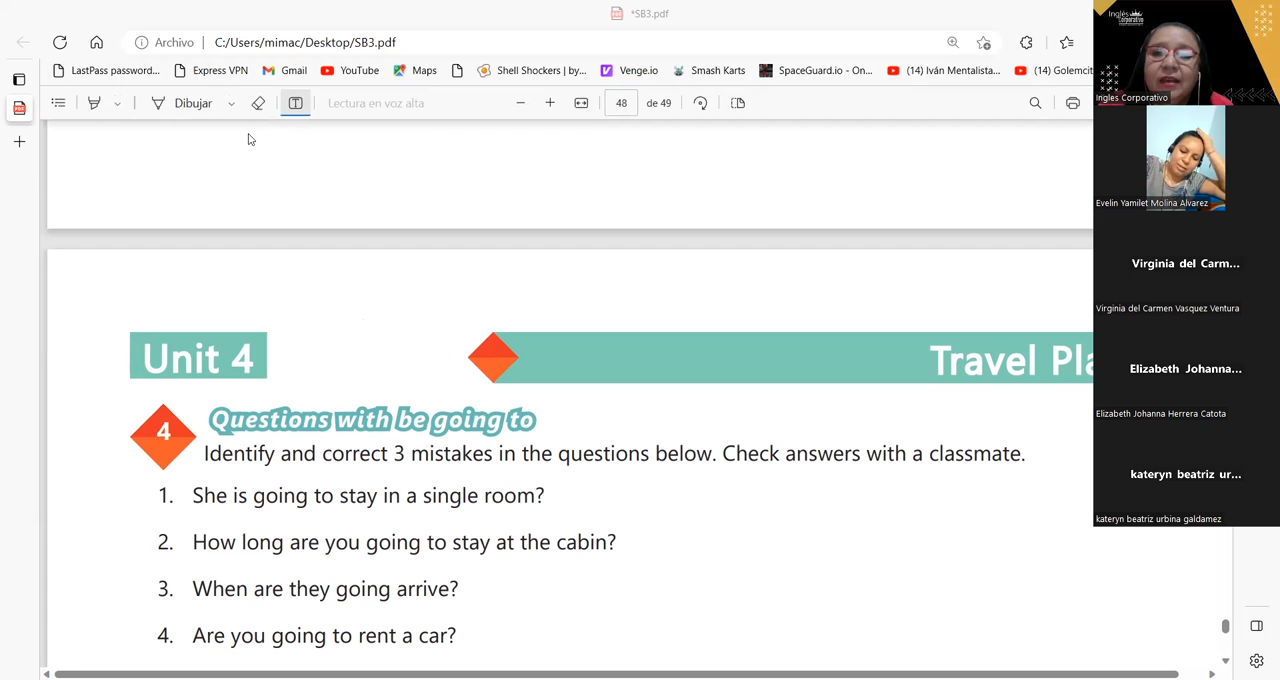 *SB3.pdf
Archivo
C:/Users/mimac/Desktop/SB3.pdf
LastPass password...
Express VPN
Gmail
YouTube
Maps
Shell Shockers | by...
Venge.io
Smash Karts
SpaceGuard.io - On...
(14) Iván Mentalista...
(14) Golemcit
Dibujar
Lectura en voz alta
48
de 49
Unit 4
Travel Pla
4
Questions with be going to
Identify and correct 3 mistakes in the questions below. Check answers with a classmate.
1. She is going to stay in a single room?
2. How long are you going to stay at the cabin?
3. When are they going arrive?
4. Are you going to rent a car?
Inglés
Corporativo
Ingles Corporativo
Evelin Yamilet Molina Alvarez
Virginia del Carm...
Virginia del Carmen Vasquez Ventura
Elizabeth Johanna...
Elizabeth Johanna Herrera Catota
kateryn beatriz ur...
kateryn beatriz urbina galdamez